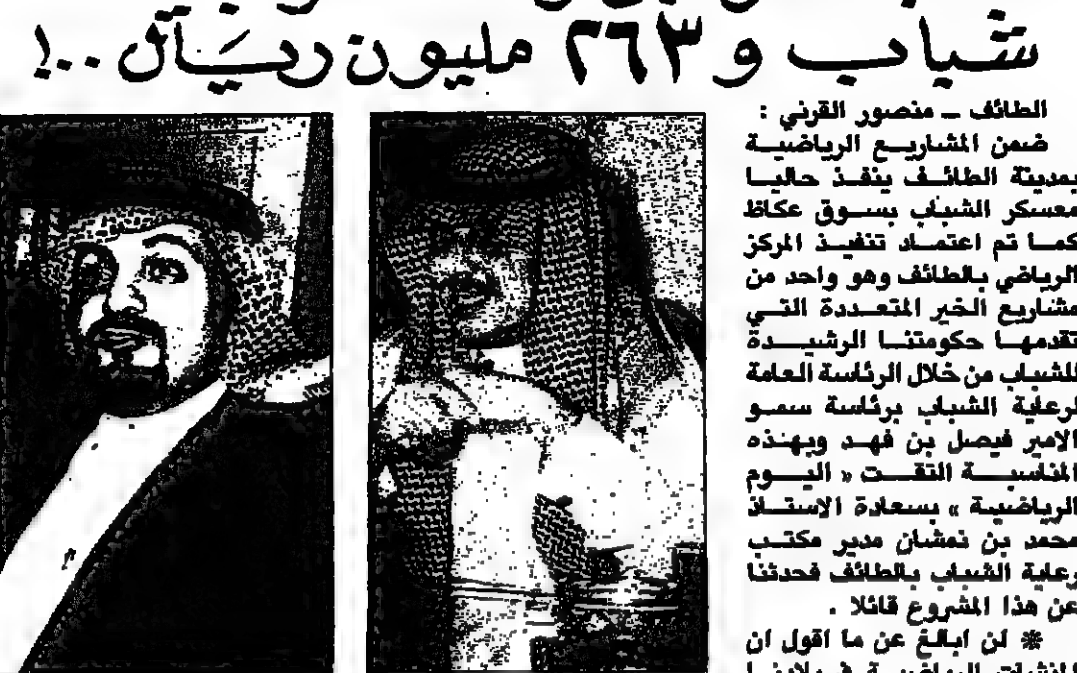 شباب و ٢٦٣ مليون ريال ..!
الطائف ــ منصور القرني :
ضمن المشاريع الرياضية
بمدينة الطائف ينفذ حاليا
معسكر الشباب بسوق عكاظ
كما تم اعتماد تنفيذ المركز
الرياضي بالطائف وهو واحد من
مشاريع الخير المتعددة التي
تقدمها حكومتنا الرشيدة
للشباب من خلال الرئاسة العامة
لرعاية الشباب برئاسة سمو
الامير فيصل بن فهد وبهذه
المناسبة التقت « اليوم
الرياضية » بسعادة الاستاذ
محمد بن نمشان مدير مكتب
رعاية الشباب بالطائف فحدثنا
عن هذا المشروع قائلا .
※ لن ابالغ عن ما اقول ان